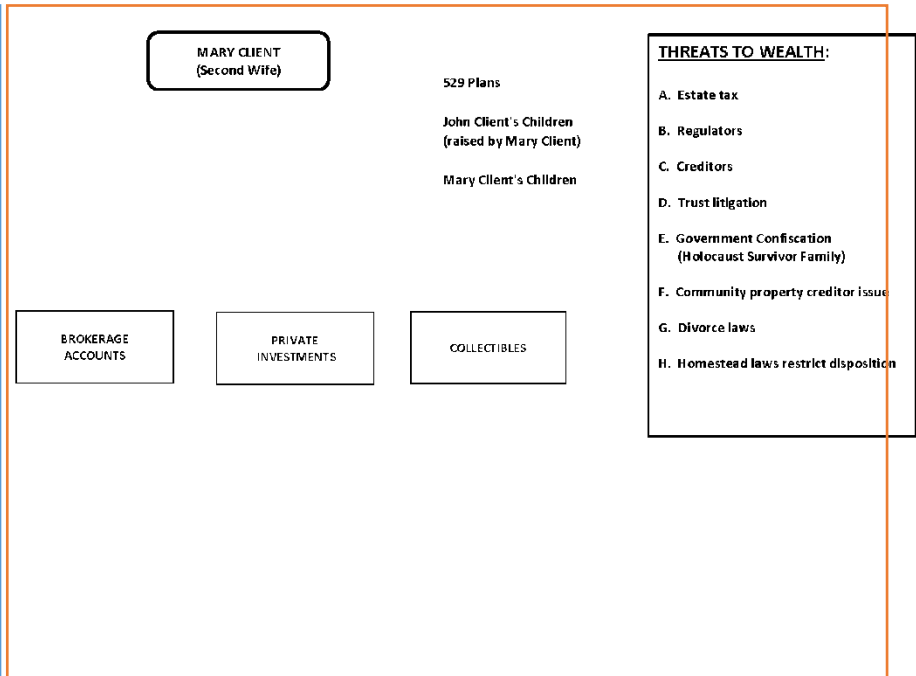 MARY CLIENT
(Second Wife)
529 Plans
John Client's Children
(raised by Mary Client)
Mary Client's Children
THREATS TO WEALTH:
A. Estate tax
B. Regulators
C. Creditors
D. Trust litigation
E. Government Confiscation
(Holocaust Survivor Family)
F. Community property creditor issue
G. Divorce laws
H. Homestead laws restrict disposition
BROKERAGE
ACCOUNTS
PRIVATE
INVESTMENTS
COLLECTIBLES